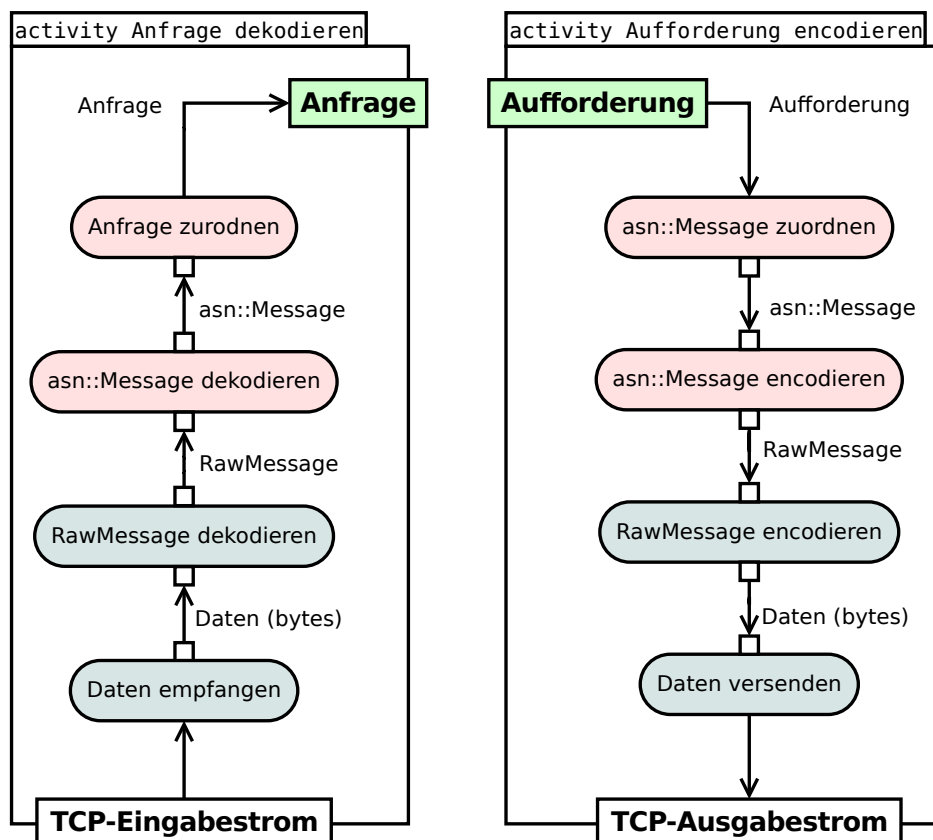 activity Anfrage dekodieren
Anfrage
Anfrage
Anfrage zurodnen
asn::Message
asn::Message dekodieren
RawMessage
RawMessage dekodieren
Daten (bytes)
Daten empfangen
TCP-Eingabestrom
activity Aufforderung encodieren
Aufforderung
Aufforderung
asn::Message zuordnen
asn::Message
asn::Message encodieren
RawMessage
RawMessage encodieren
Daten (bytes)
Daten versenden
TCP-Ausgabestrom